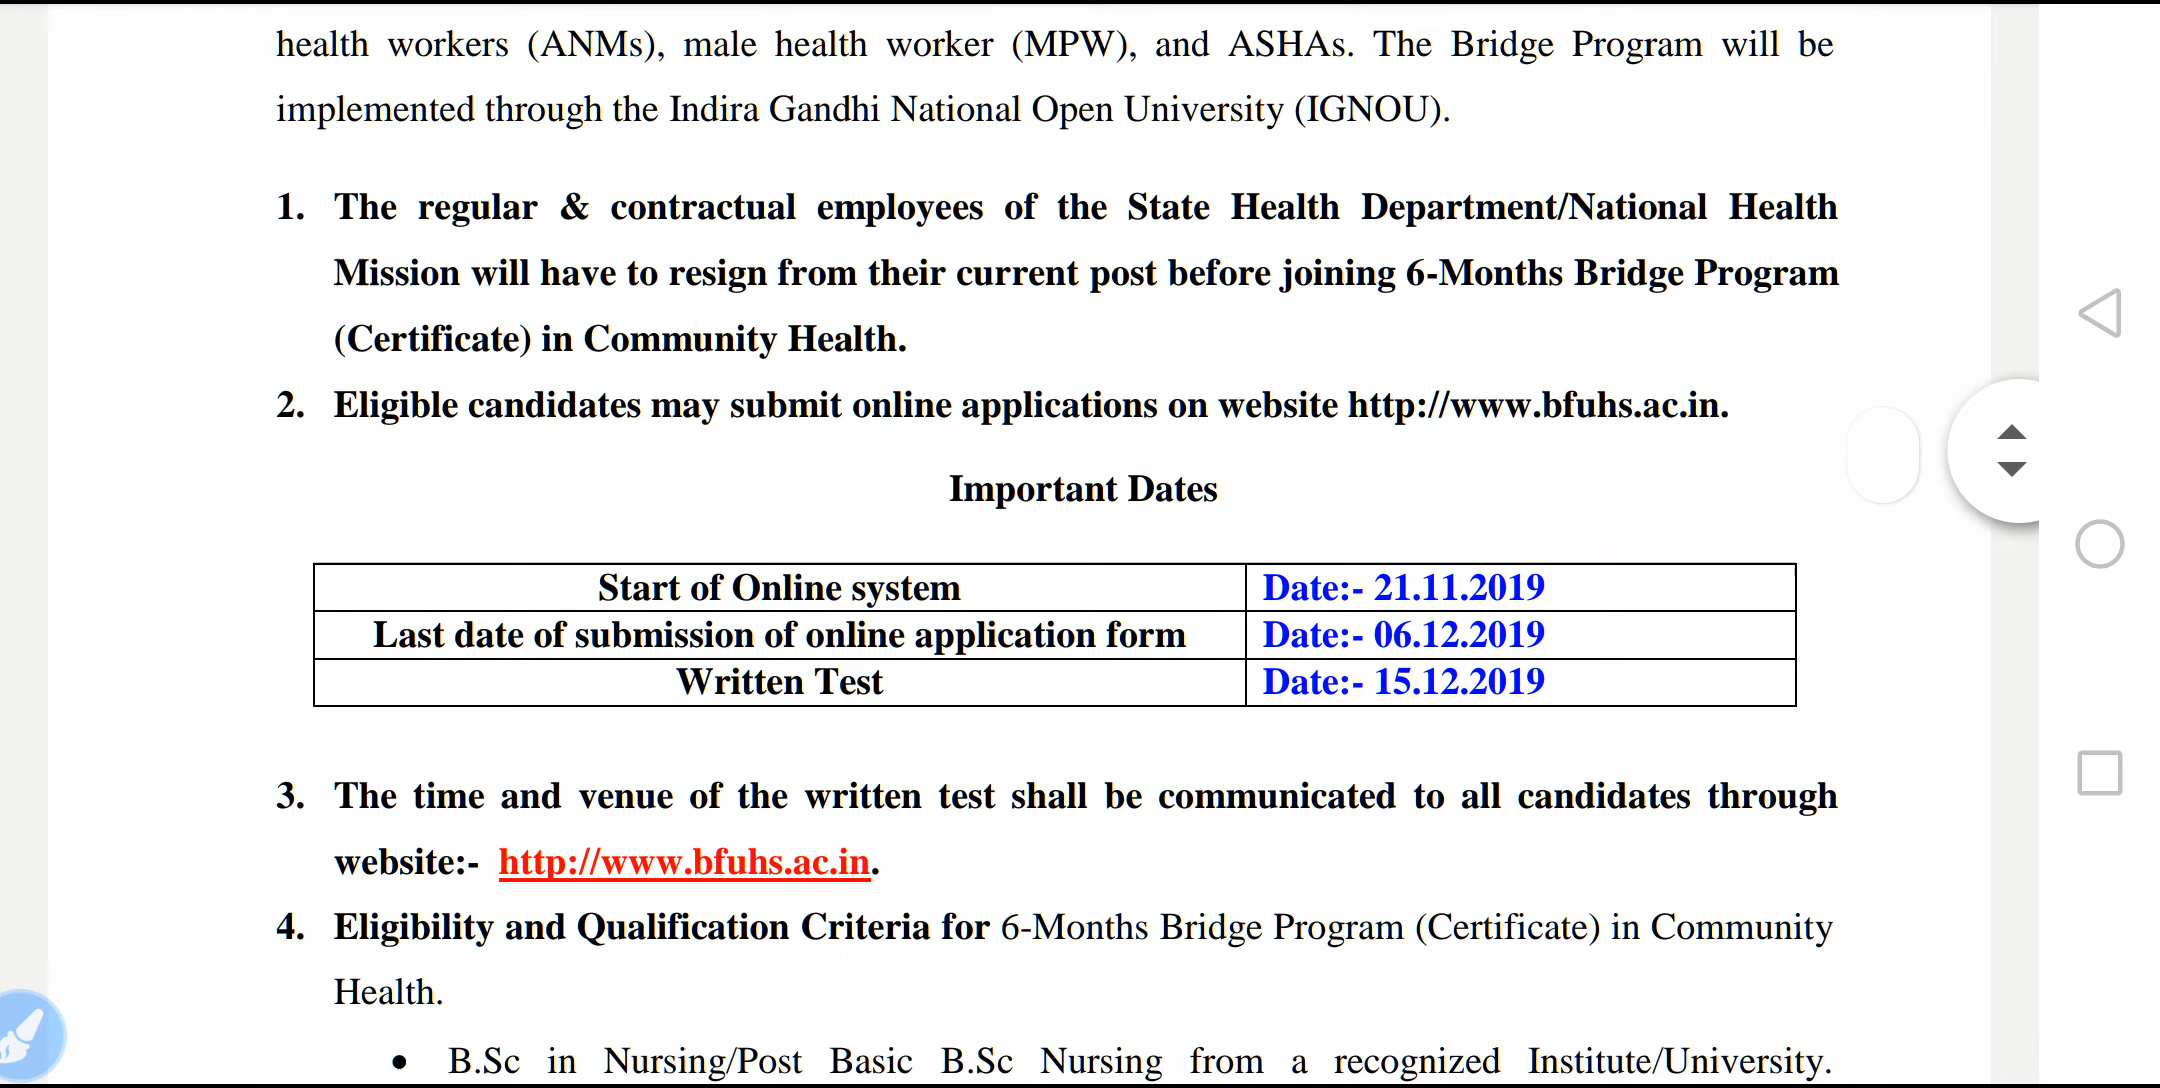 health workers (ANMs), male health worker (MPW), and ASHAs. The Bridge Program will be
implemented through the Indira Gandhi National Open University (IGNOU).
1. The regular & contractual employees of the State Health Department/National Health
Mission will have to resign from their current post before joining 6-Months Bridge Program
(Certificate) in Community Health.
2. Eligible candidates may submit online applications on website http://www.bfuhs.ac.in.
Important Dates
Start of Online system Date:- 21.11.2019
Last date of submission of online application form Date:- 06.12.2019
Written Test Date:- 15.12.2019
3. The time and venue of the written test shall be communicated to all candidates through
website:- http://www.bfuhs.ac.in.
4. Eligibility and Qualification Criteria for 6-Months Bridge Program (Certificate) in Community
Health.
• B.Sc in Nursing/Post Basic B.Sc Nursing from a recognized Institute/University.